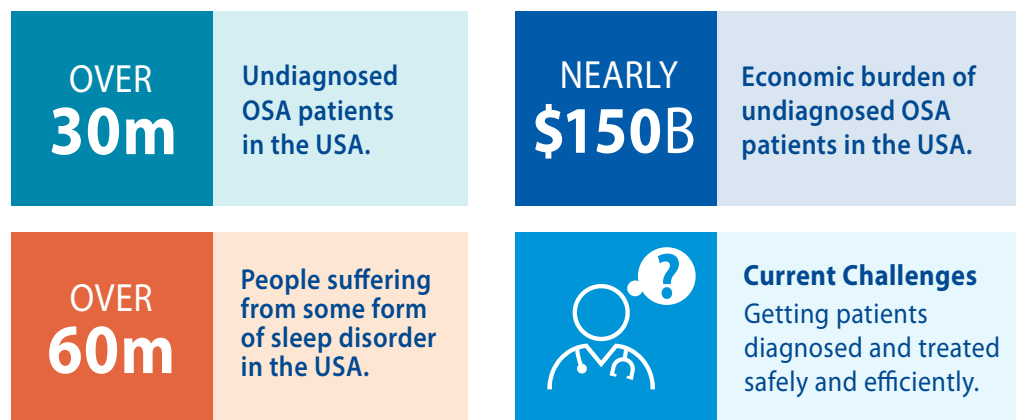 OVER
30m
Undiagnosed
OSA patients
in the USA.
NEARLY
$150B
Economic burden of
undiagnosed OSA
patients in the USA.
OVER
60m
People suffering
from some form
of sleep disorder
in the USA.
?
Current Challenges
Getting patients
diagnosed and treated
safely and efficiently.